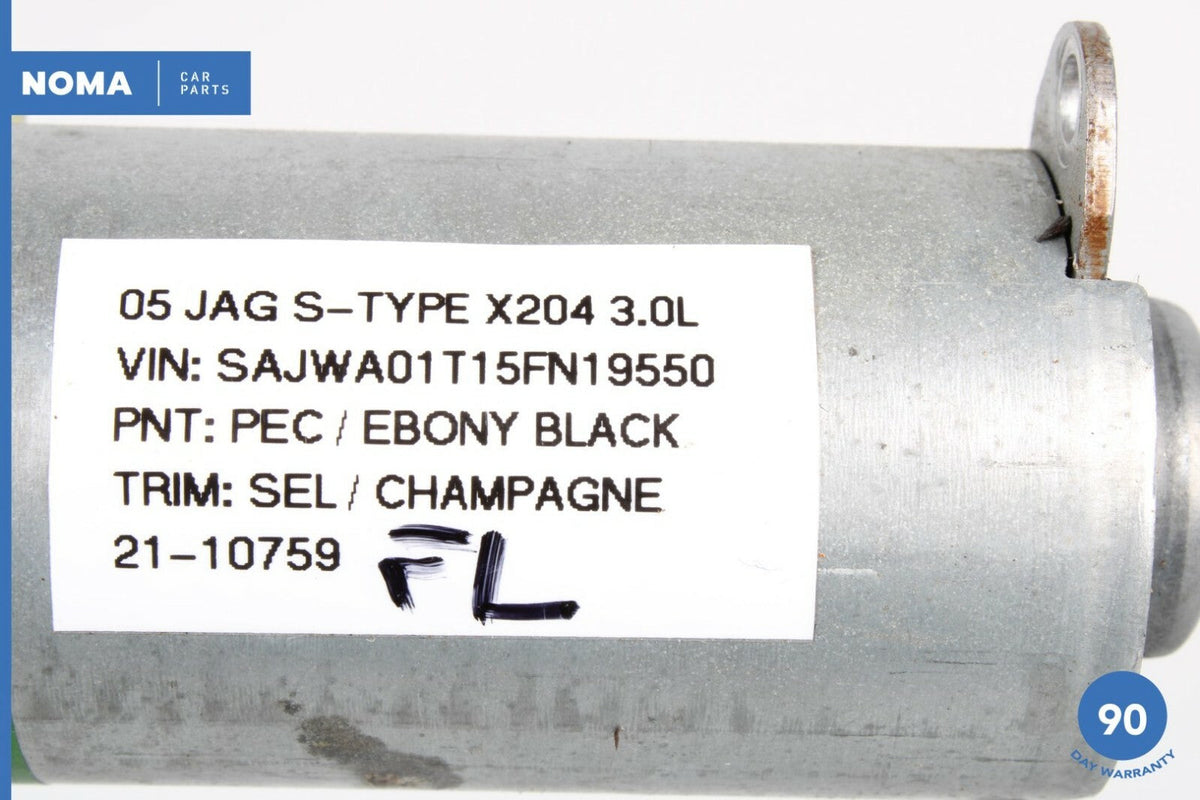 NOMA CAR PARTS
05 JAG S-TYPE X204 3.0L
VIN: SAJWA01T15FN19550
PNT: PEC / EBONY BLACK
TRIM: SEL / CHAMPAGNE
21-10759 FL
90
DAY WARRANTY